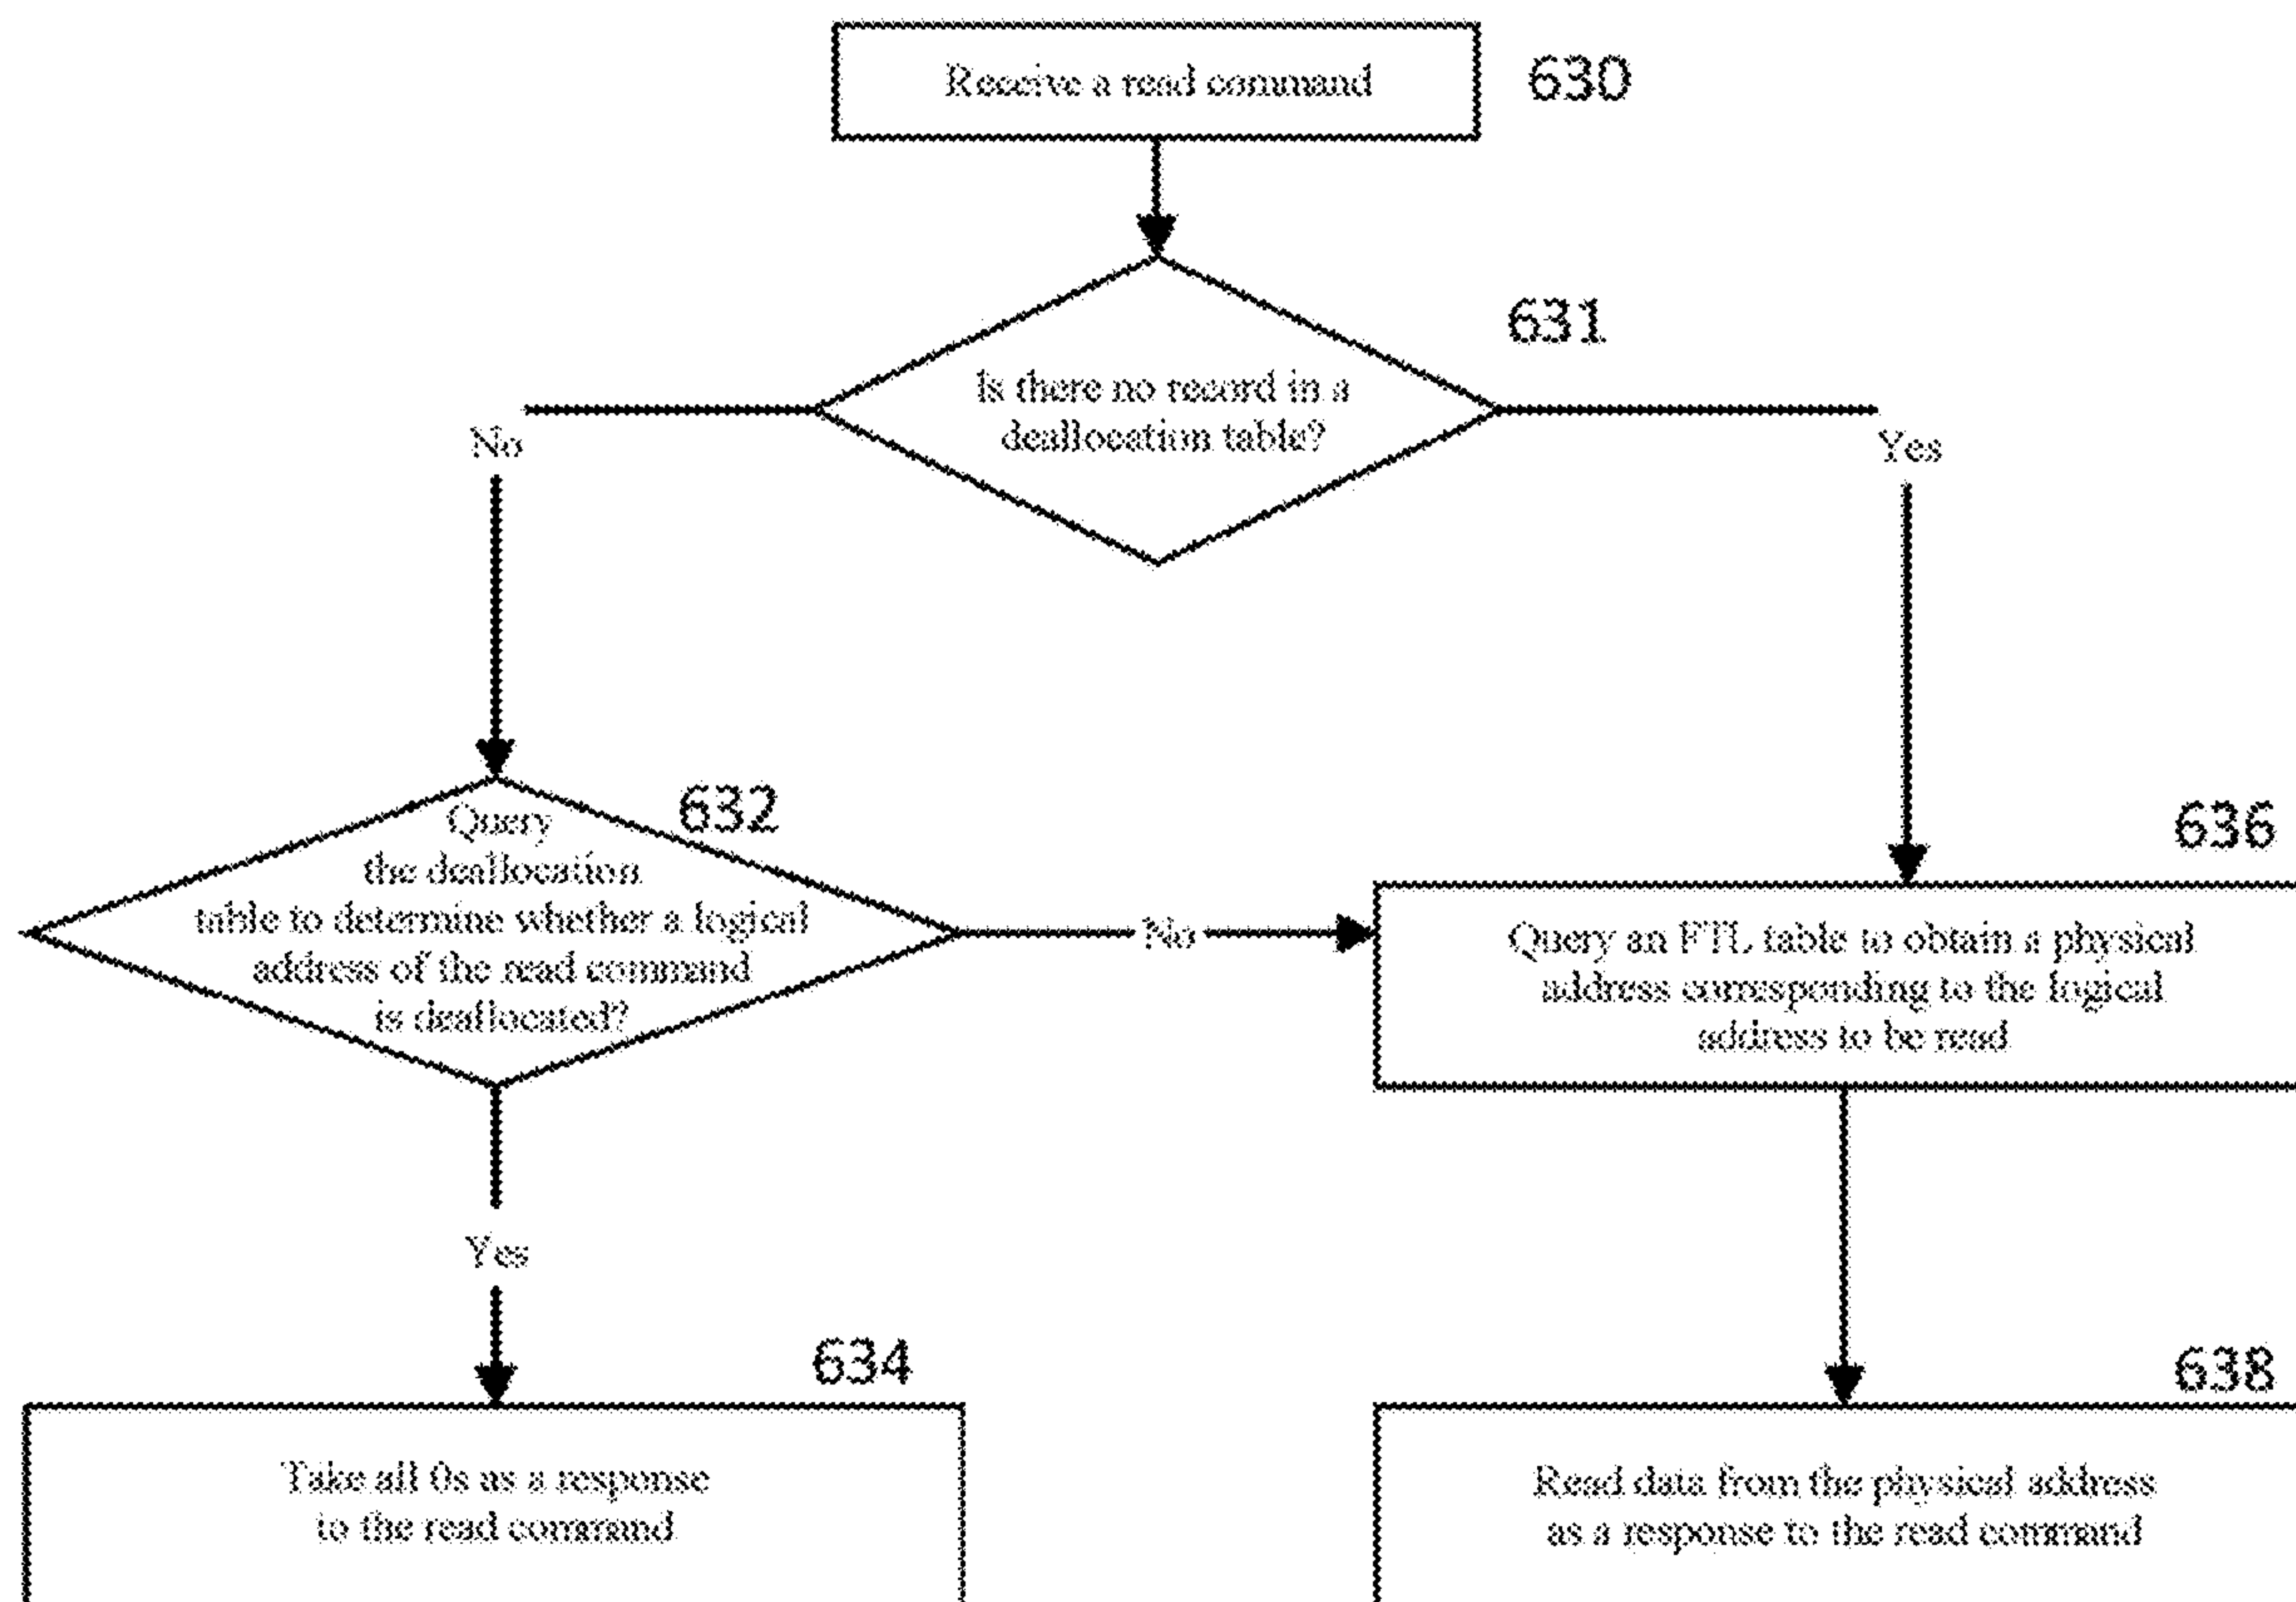 Receive a read command
630
631
Is there no record in a
deallocation table?
No
Yes
632
Query
the deallocation
table to determine whether a logical
address of the read command
is deallocated?
No
636
Query an FTL table to obtain a physical
address corresponding to the logical
address to be read
Yes
634
Take all 0s as a response
to the read command
638
Read data from the physical address
as a response to the read command